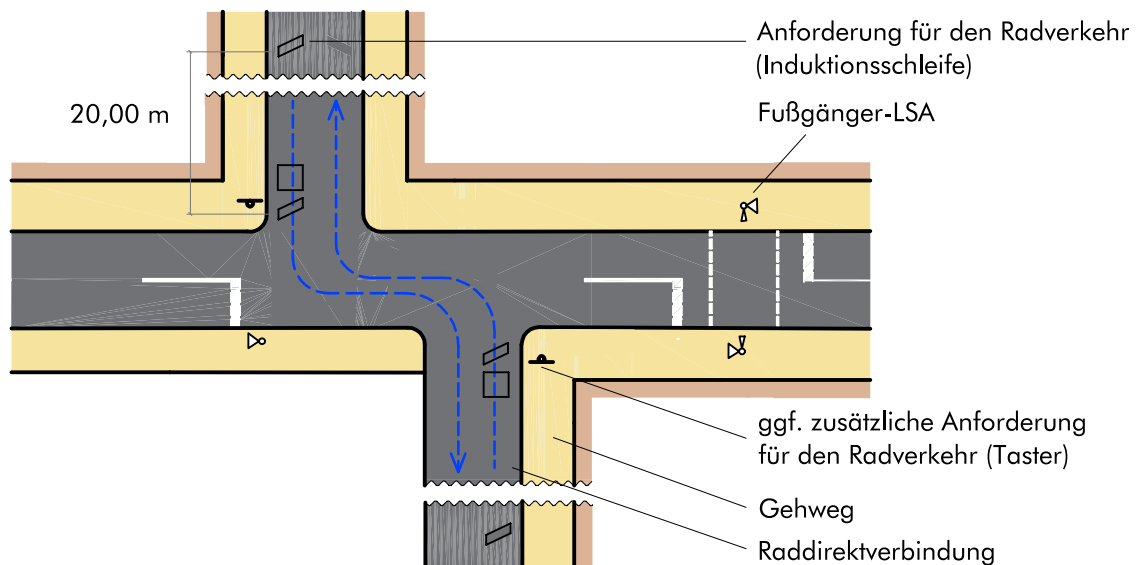 Anforderung für den Radverkehr
(Induktionsschleife)
20,00 m
Fußgänger-LSA
ggf. zusätzliche Anforderung
für den Radverkehr (Taster)
Gehweg
Raddirektverbindung